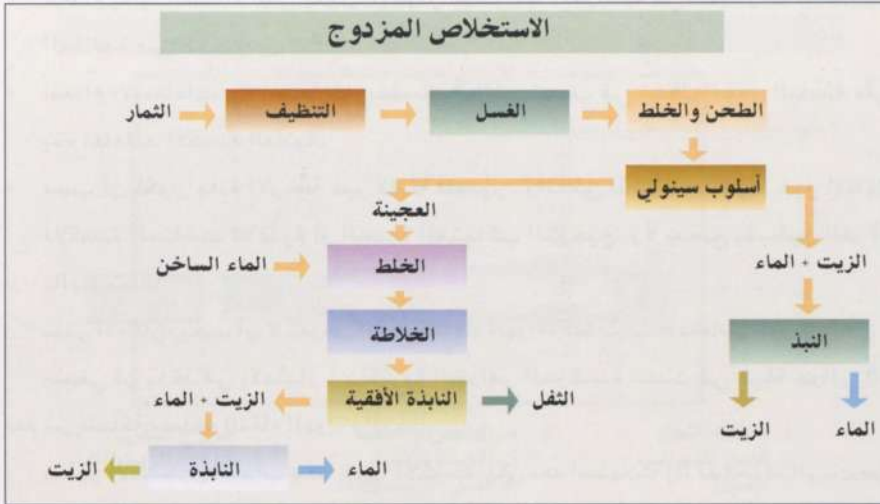 الاستخلاص المزدوج
الثمار
التنظيف
الغسل
الطحن والخلط
أسلوب سينولي
العجينة
الزيت + الماء
الماء الساخن
الخلط
الخلاطة
النبذ
الزيت + الماء
النابذة الأفقية
الثفل
الزيت
الماء
الزيت
النابذة
الماء